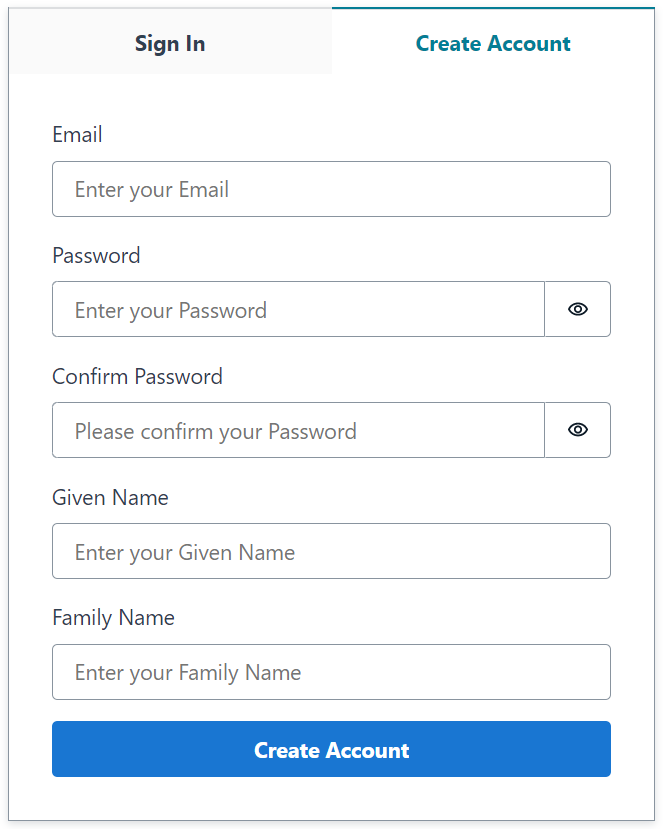 Sign In
Create Account
Email
Enter your Email
Password
Enter your Password
Confirm Password
Please confirm your Password
Given Name
Enter your Given Name
Family Name
Enter your Family Name
Create Account